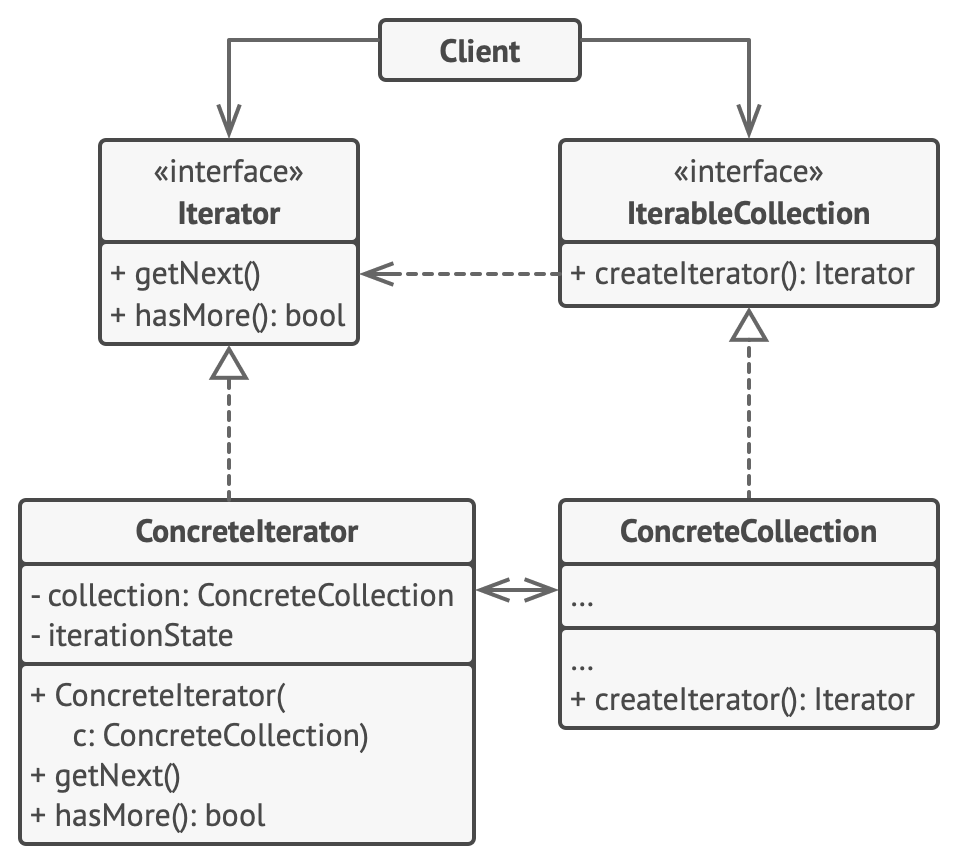 Client
«interface»
Iterator
+ getNext()
+ hasMore(): bool
«interface»
IterableCollection
+ createIterator(): Iterator
ConcreteIterator
- collection: ConcreteCollection
- iterationState
+ ConcreteIterator(
c: ConcreteCollection)
+ getNext()
+ hasMore(): bool
ConcreteCollection
...
...
+ createIterator(): Iterator